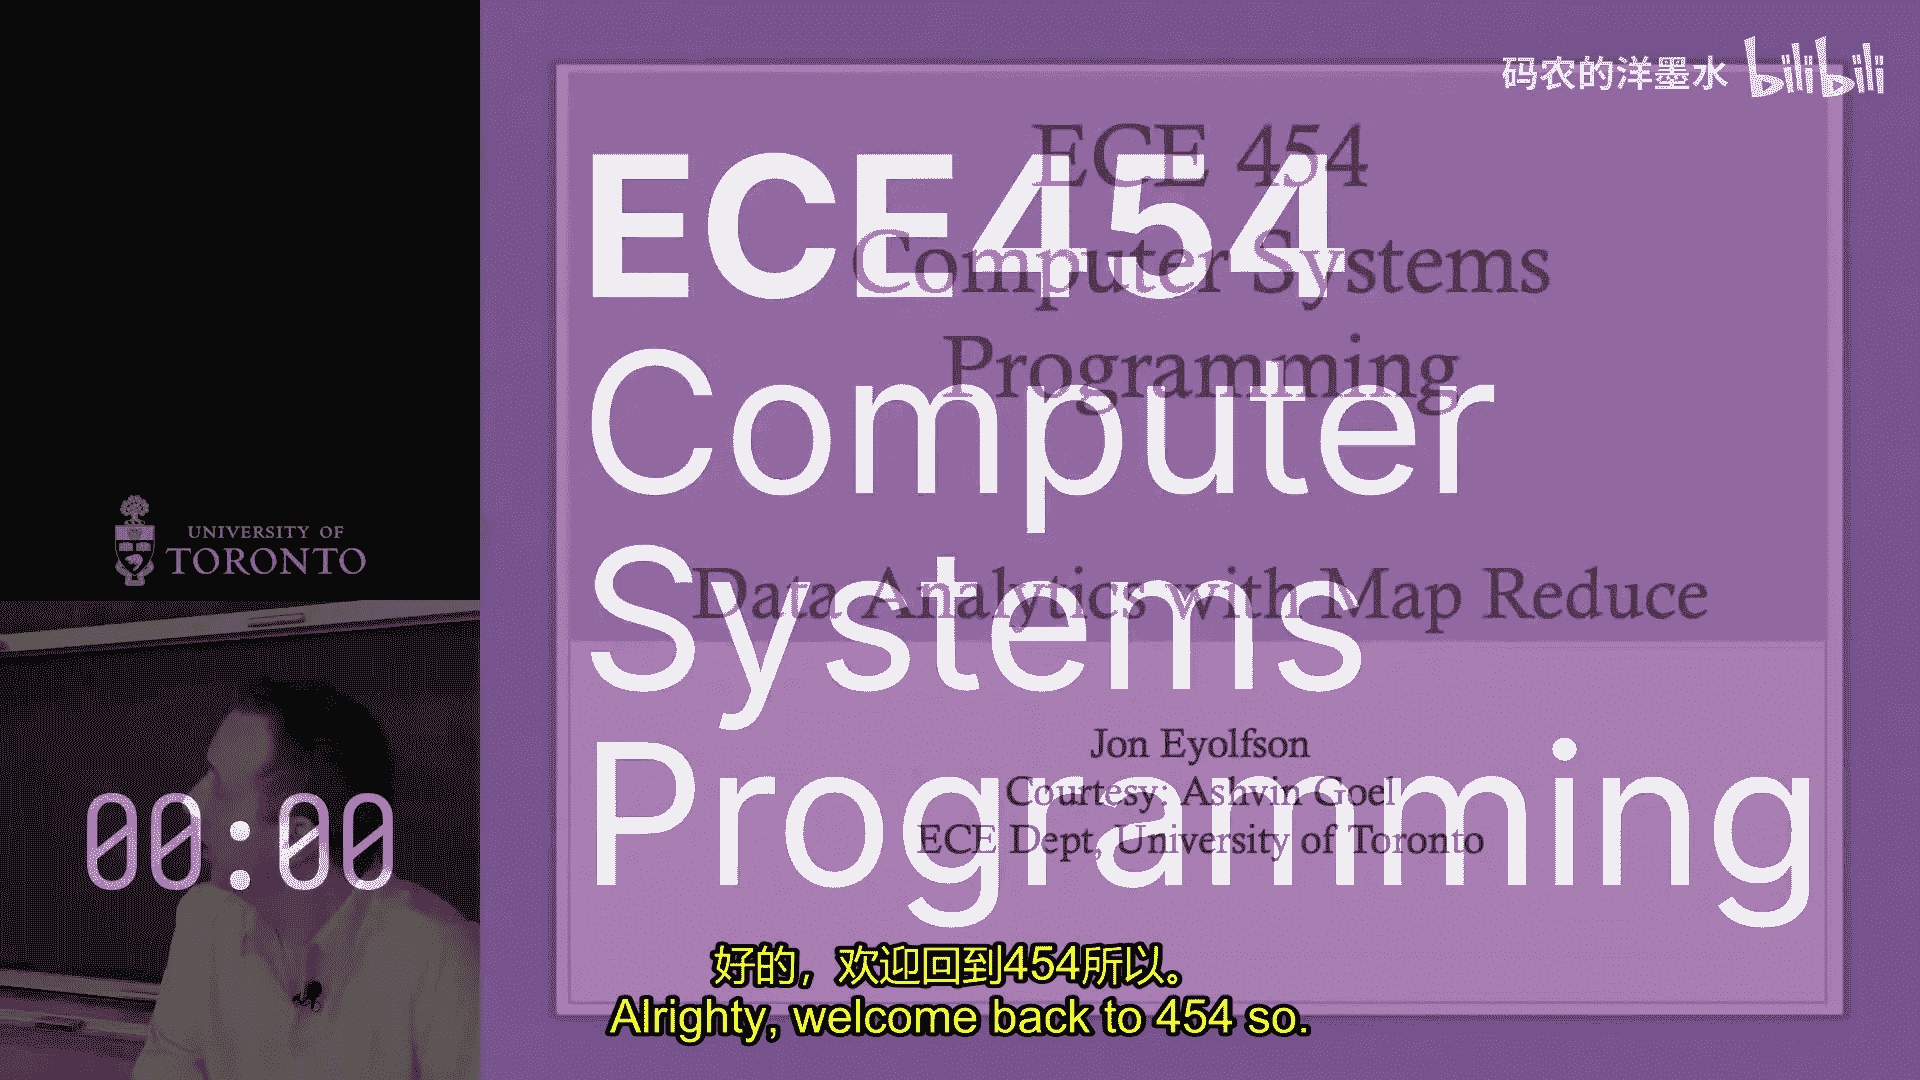 码农的洋墨水 bilibili
ECE 454
Computer Systems
Programming
Data Analytics with Map Reduce
Jon Eyolfson
Courtesy: Ashvin Goel
ECE Dept, University of Toronto
ECE454
Computer
Systems
Programming
UNIVERSITY OF
TORONTO
00:00
好的，欢迎回到454所以。
Alrighty, welcome back to 454 so.